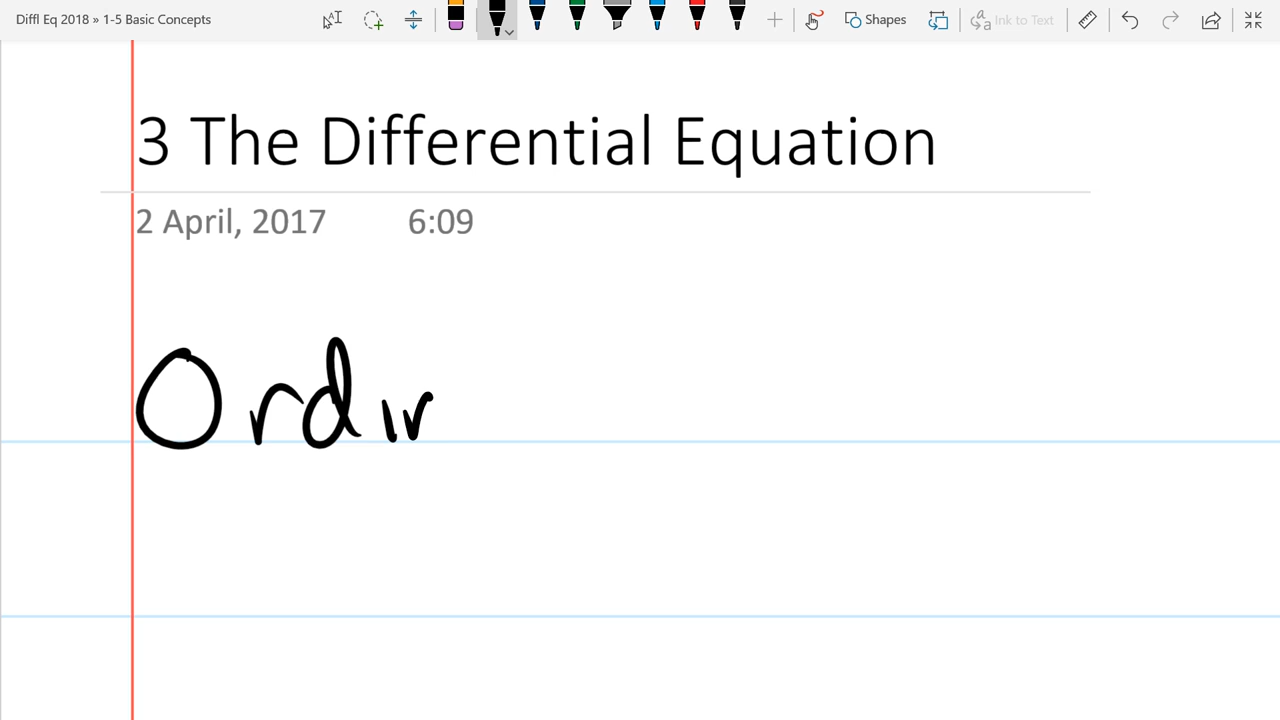 Diffl Eq 2018 » 1-5 Basic Concepts
Shapes
Ink to Text
3 The Differential Equation
2 April, 2017 6:09
Ordin